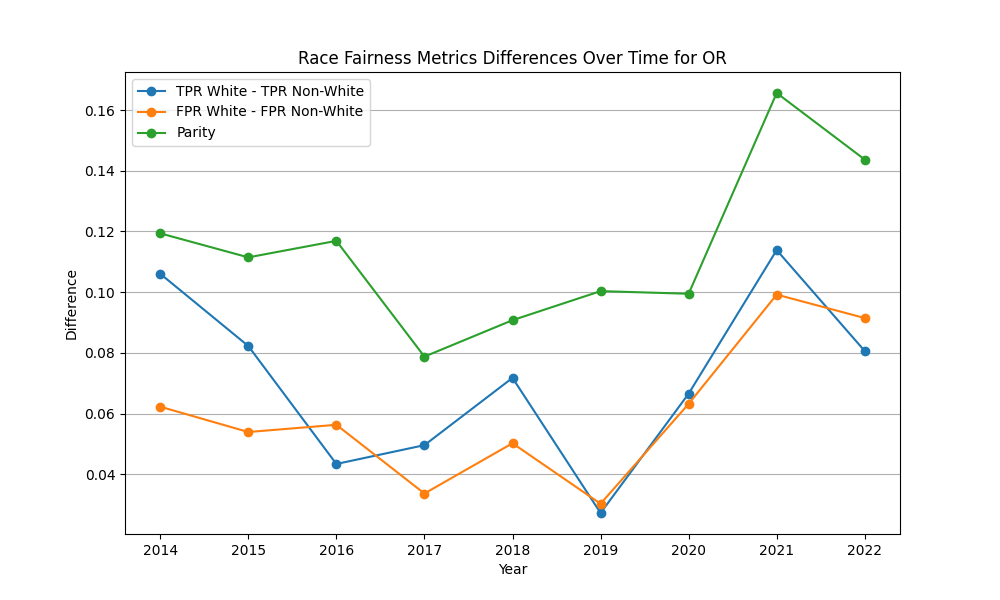 Race Fairness Metrics Differences Over Time for OR
TPR White - TPR Non-White
FPR White - FPR Non-White
Parity
0.16
0.14
0.12
0.10
0.08
0.06
0.04
Difference
2014 2015 2016 2017 2018 2019 2020 2021 2022
Year